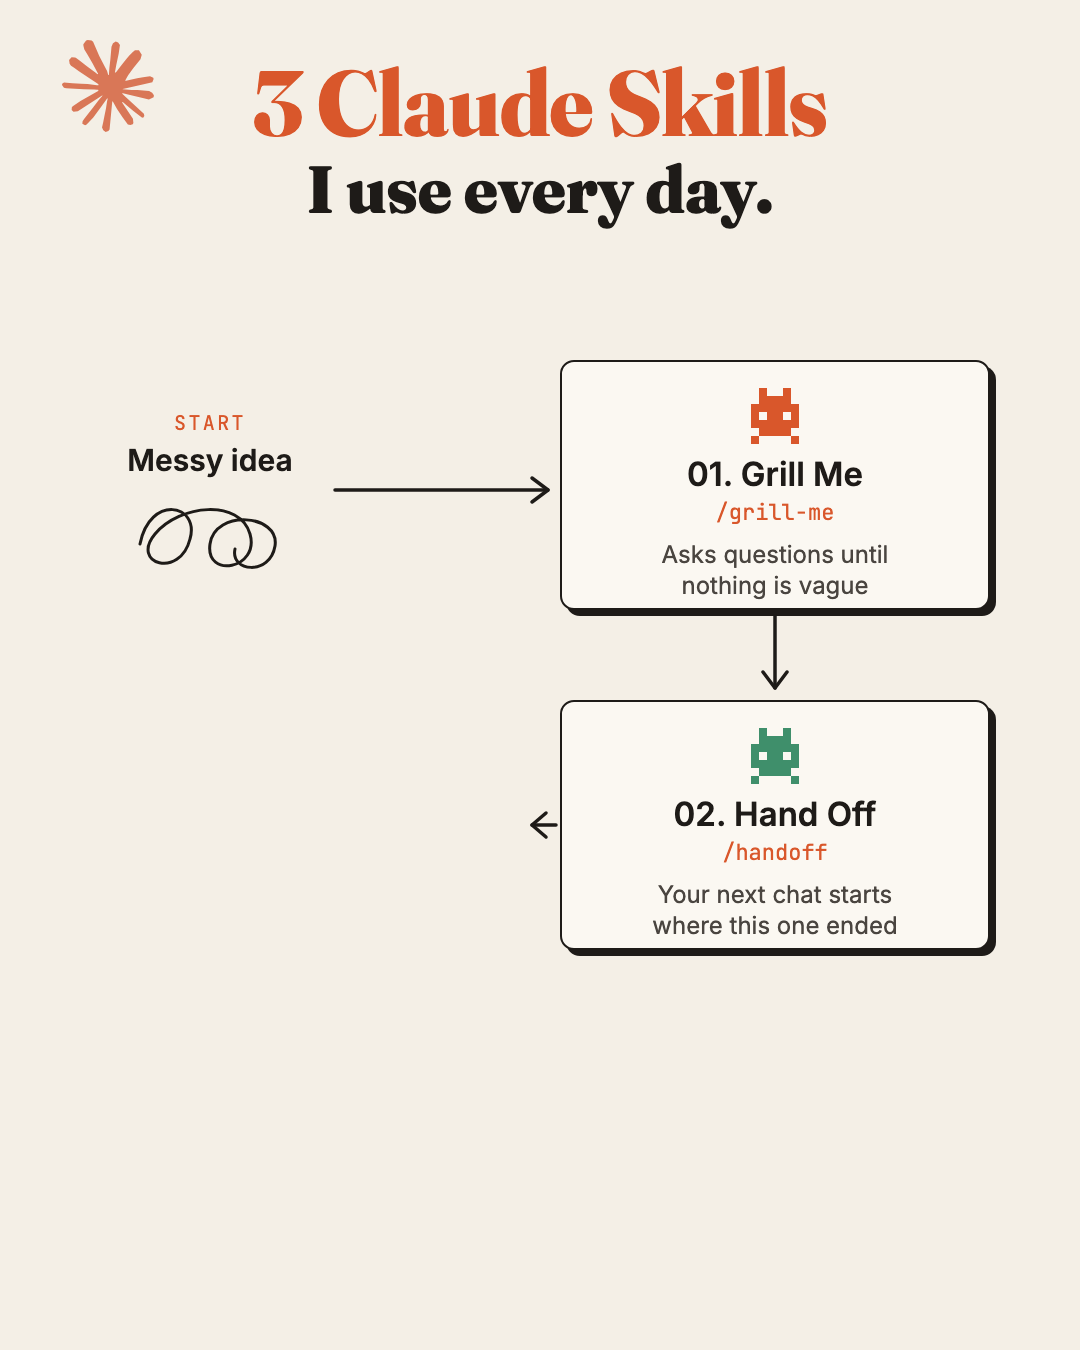 3 Claude Skills
I use every day.
START
Messy idea
01. Grill Me
/grill-me
Asks questions until
nothing is vague
02. Hand Off
/handoff
Your next chat starts
where this one ended